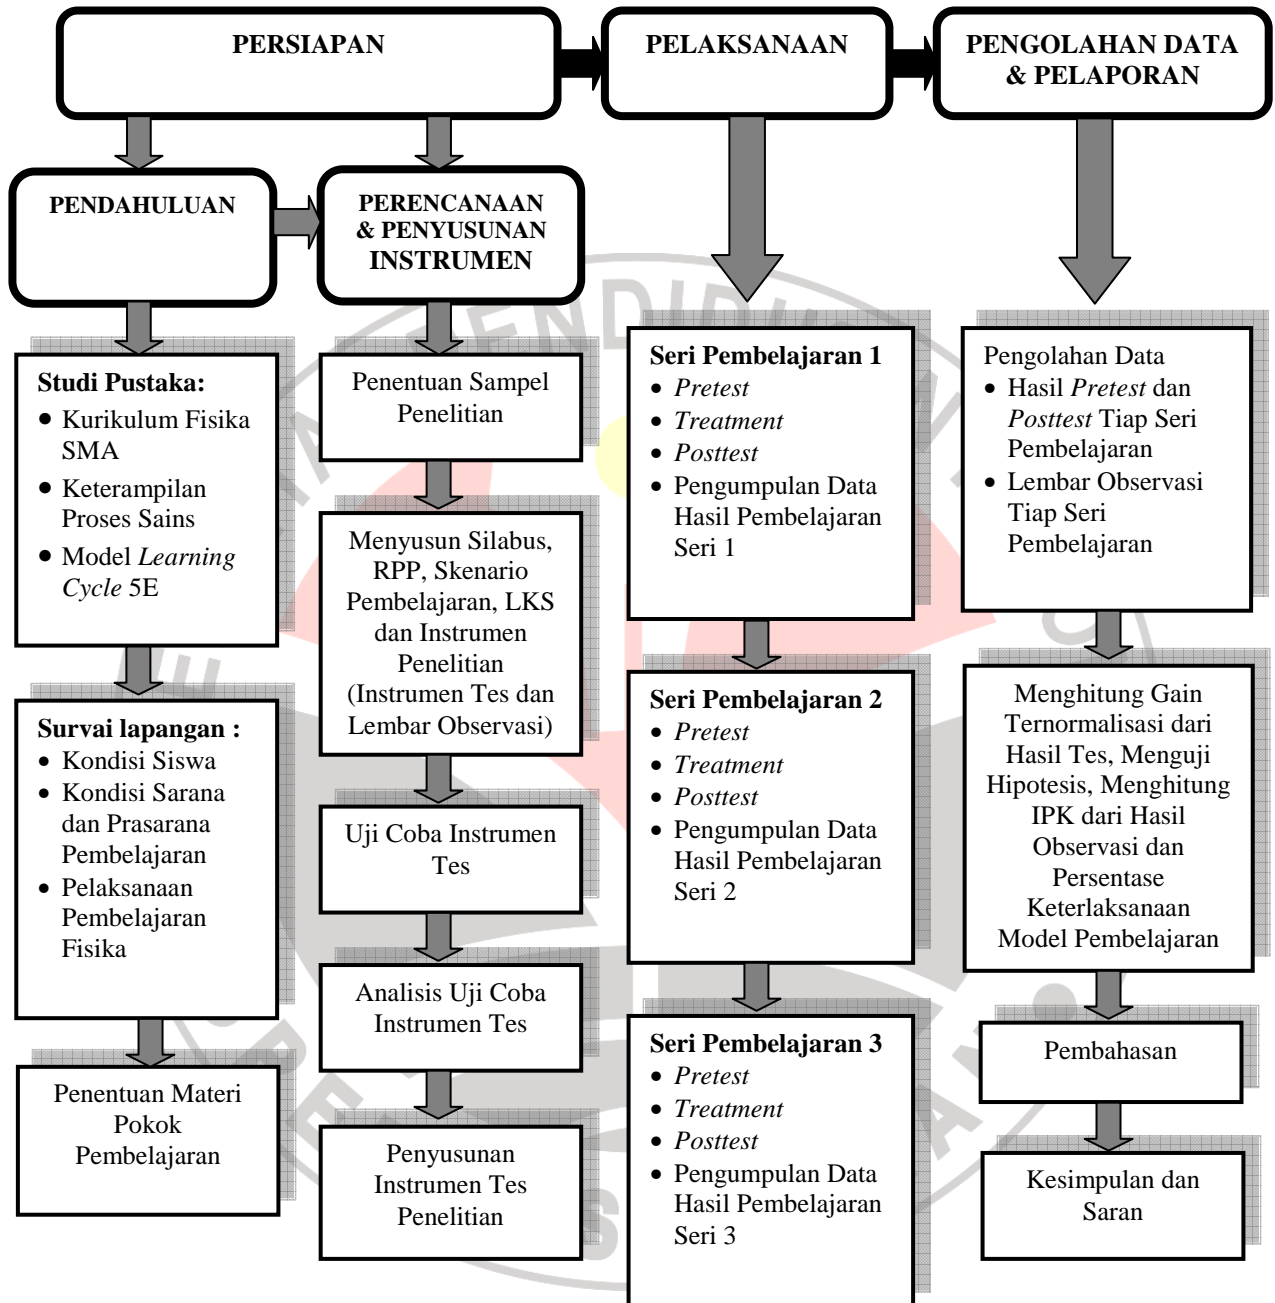 PERSIAPAN
PELAKSANAAN
PENGOLAHAN DATA
& PELAPORAN
PENDAHULUAN
PERENCANAAN
& PENYUSUNAN
INSTRUMEN
Studi Pustaka:
• Kurikulum Fisika
SMA
• Keterampilan
Proses Sains
• Model Learning
Cycle 5E
Survai lapangan :
• Kondisi Siswa
• Kondisi Sarana
dan Prasarana
Pembelajaran
• Pelaksanaan
Pembelajaran
Fisika
Penentuan Materi
Pokok
Pembelajaran
Penentuan Sampel
Penelitian
Menyusun Silabus,
RPP, Skenario
Pembelajaran, LKS
dan Instrumen
Penelitian
(Instrumen Tes dan
Lembar Observasi)
Uji Coba Instrumen
Tes
Analisis Uji Coba
Instrumen Tes
Penyusunan
Instrumen Tes
Penelitian
Seri Pembelajaran 1
• Pretest
• Treatment
• Posttest
• Pengumpulan Data
Hasil Pembelajaran
Seri 1
Seri Pembelajaran 2
• Pretest
• Treatment
• Posttest
• Pengumpulan Data
Hasil Pembelajaran
Seri 2
Seri Pembelajaran 3
• Pretest
• Treatment
• Posttest
• Pengumpulan Data
Hasil Pembelajaran
Seri 3
Pengolahan Data
• Hasil Pretest dan
Posttest Tiap Seri
Pembelajaran
• Lembar Observasi
Tiap Seri
Pembelajaran
Menghitung Gain
Ternormalisasi dari
Hasil Tes, Menguji
Hipotesis, Menghitung
IPK dari Hasil
Observasi dan
Persentase
Keterlaksanaan
Model Pembelajaran
Pembahasan
Kesimpulan dan
Saran